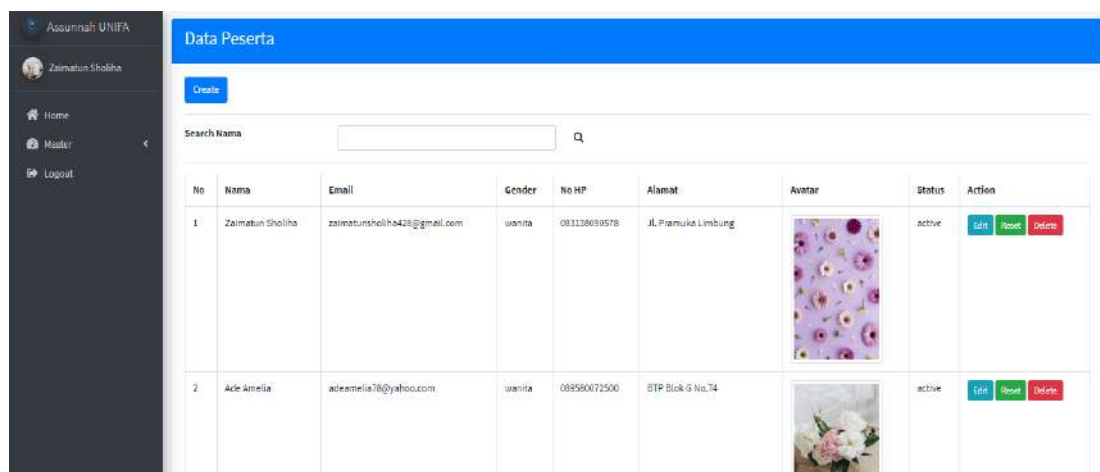 Assunnah UNIFA
Zaimatun Sholiha
Home
Master
Logout
Data Peserta
Create
Search Nama
No Nama Email Gender No HP Alamat Avatar Status Action
1 Zaimatun Sholiha zaimatunsholiha428@gmail.com wanita 083138090578 Jl. Pramuka Limbung active Edit Reset Delete
2 Ade Amelia adeamelia78@yahoo.com wanita 089580072500 BTP Blok G No.74 active Edit Reset Delete